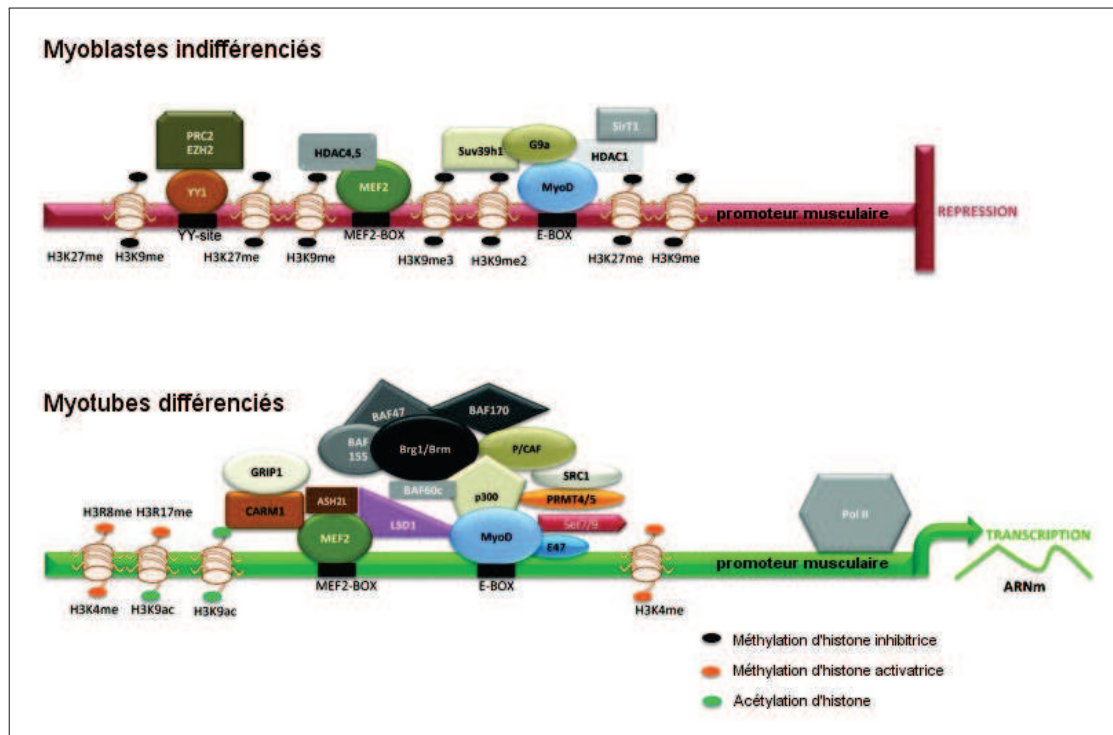 Myoblastes indifférenciés
PRC2
EZH2
HDAC4,5
Suv39h1
G9a
SirT1
HDAC1
YY1
MEF2
MyoD
promoteur musculaire
REPRESSION
YY-site
MEF2-BOX
E-BOX
H3K27me
H3K9me
H3K27me
H3K9me
H3K9me3
H3K9me2
H3K27me
H3K9me
Myotubes différenciés
BAF47
BAF170
BAF
155
Brg1/Brm
P/CAF
GRIP1
SRC1
BAF60c
p300
PRMT4/5
ASH2L
CARM1
H3R8me
H3R17me
LSD1
Set7/9
MEF2
MyoD
E47
Pol II
TRANSCRIPTION
promoteur musculaire
MEF2-BOX
E-BOX
ARNm
H3K4me
H3K9ac
H3K9ac
H3K4me
Méthylation d'histone inhibitrice
Méthylation d'histone activatrice
Acétylation d'histone